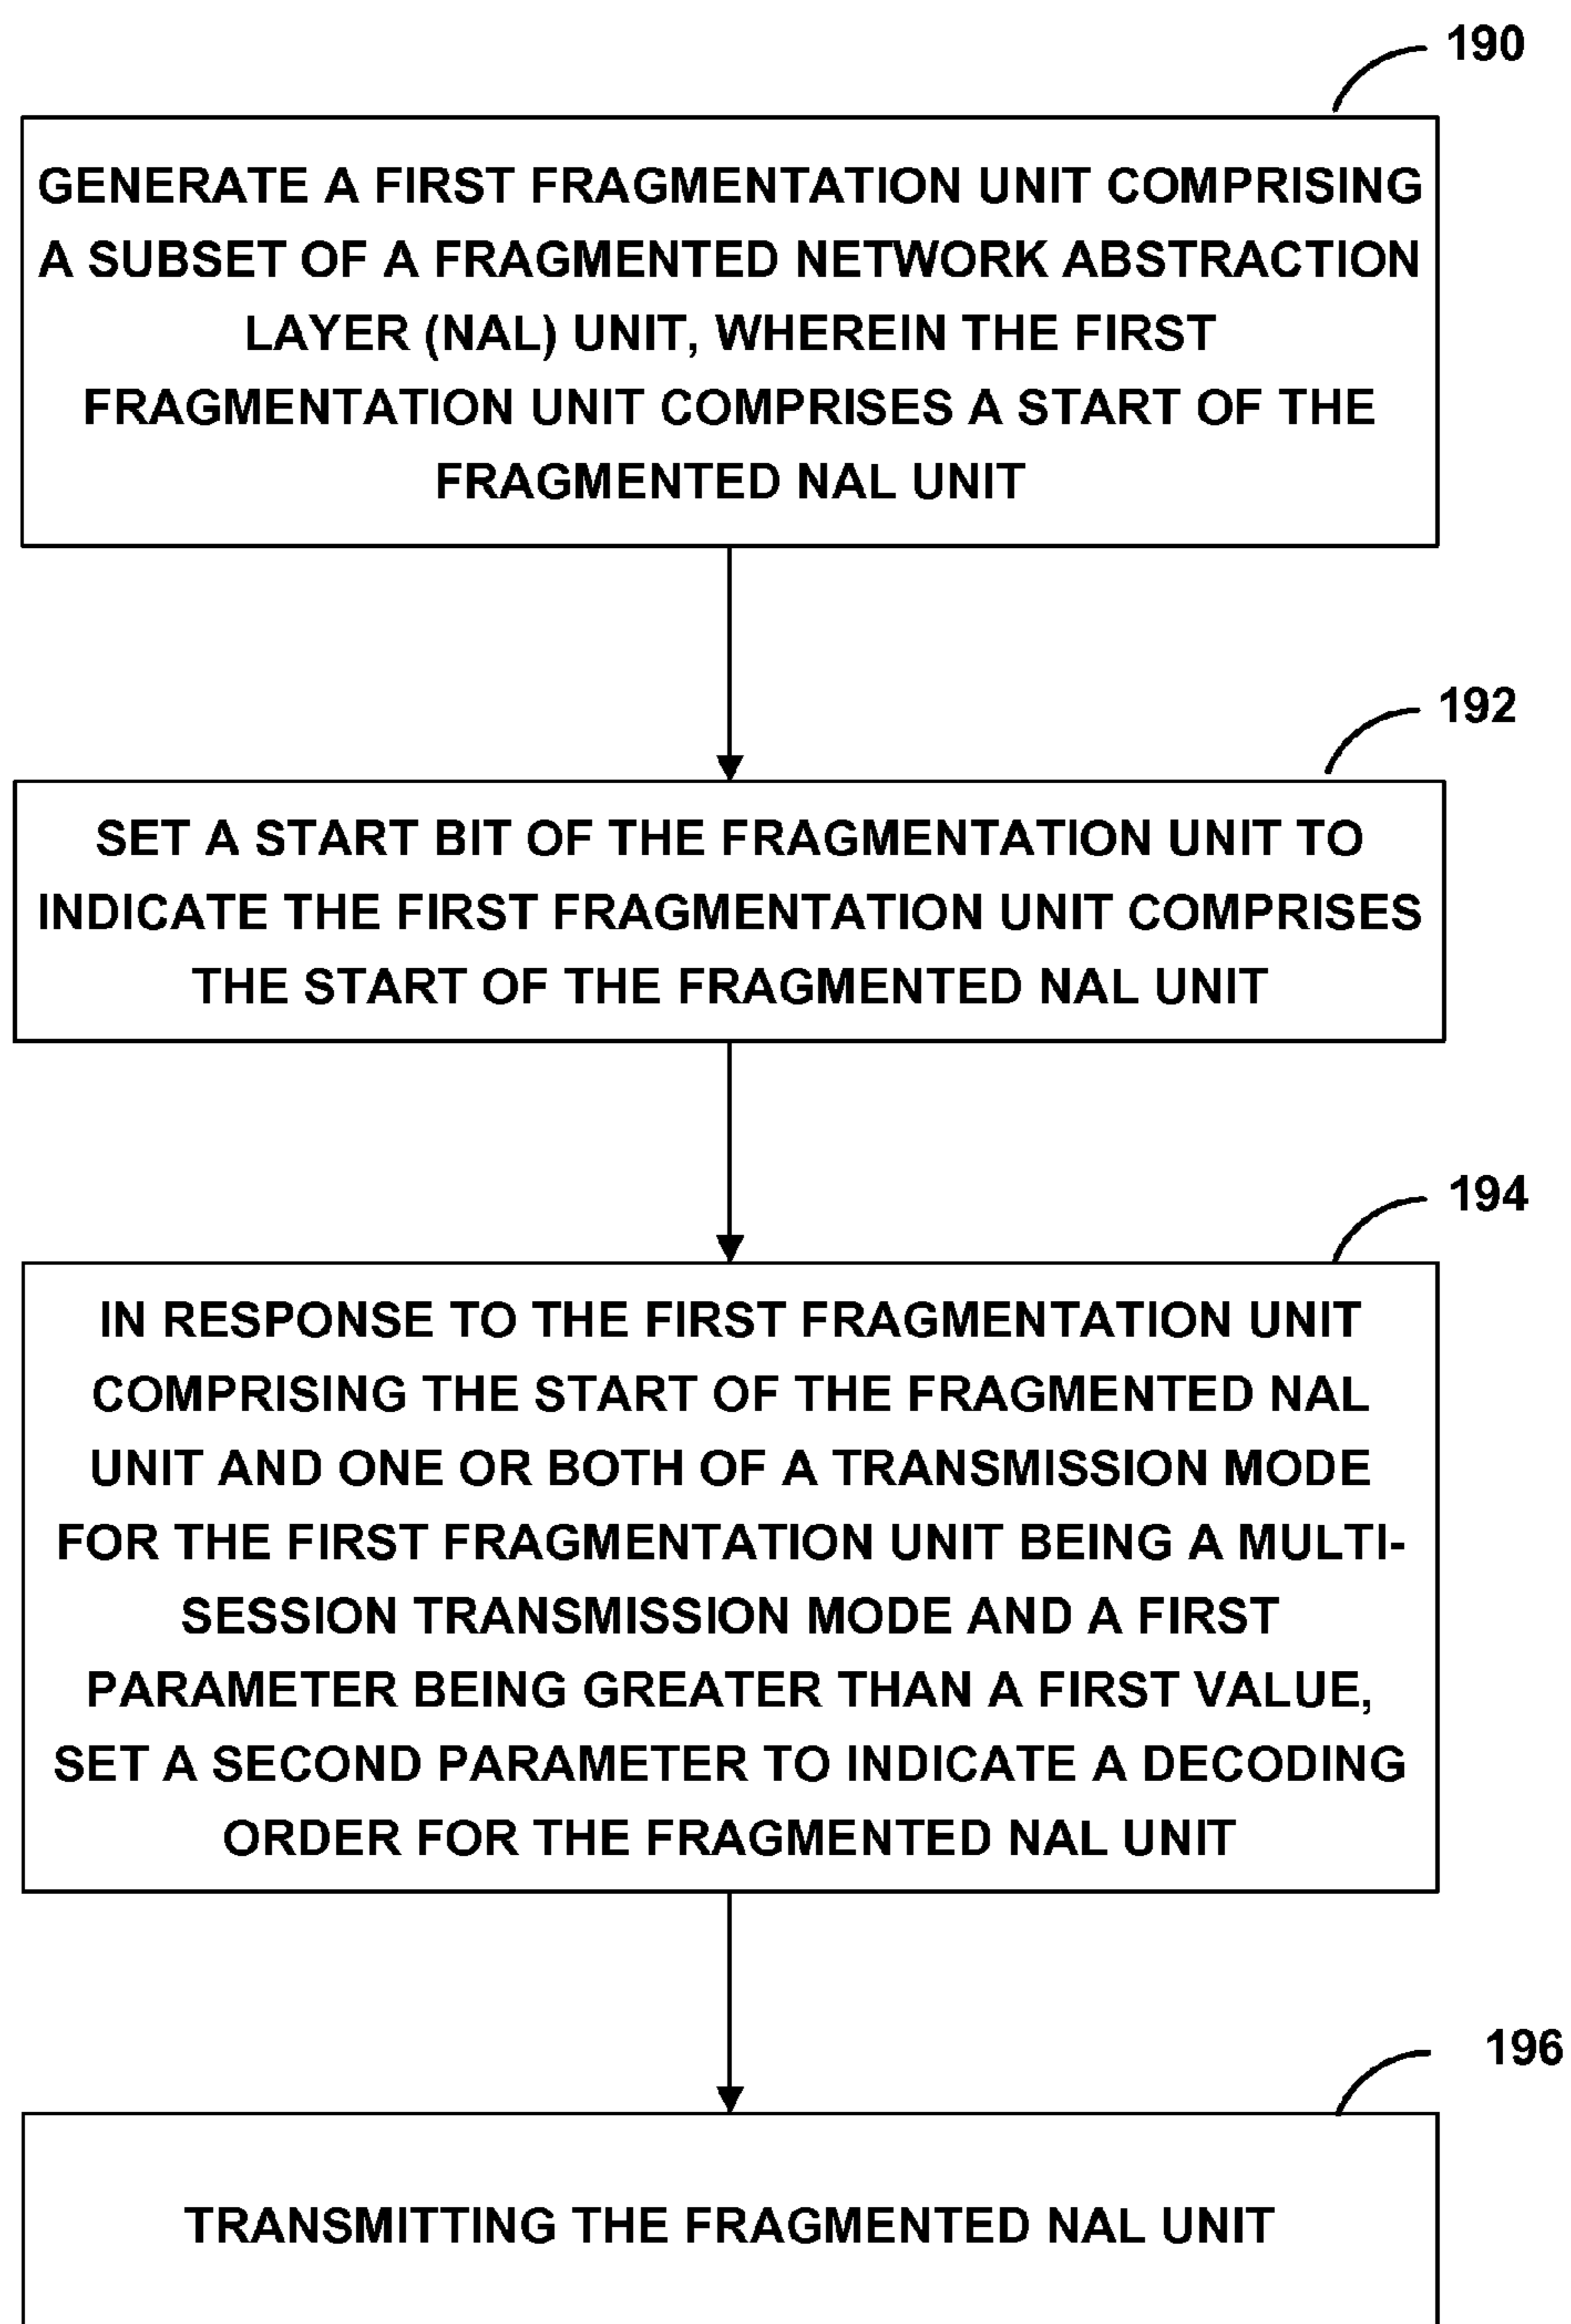 190
GENERATE A FIRST FRAGMENTATION UNIT COMPRISING
A SUBSET OF A FRAGMENTED NETWORK ABSTRACTION
LAYER (NAL) UNIT, WHEREIN THE FIRST
FRAGMENTATION UNIT COMPRISES A START OF THE
FRAGMENTED NAL UNIT
192
SET A START BIT OF THE FRAGMENTATION UNIT TO
INDICATE THE FIRST FRAGMENTATION UNIT COMPRISES
THE START OF THE FRAGMENTED NAL UNIT
194
IN RESPONSE TO THE FIRST FRAGMENTATION UNIT
COMPRISING THE START OF THE FRAGMENTED NAL
UNIT AND ONE OR BOTH OF A TRANSMISSION MODE
FOR THE FIRST FRAGMENTATION UNIT BEING A MULTI-
SESSION TRANSMISSION MODE AND A FIRST
PARAMETER BEING GREATER THAN A FIRST VALUE,
SET A SECOND PARAMETER TO INDICATE A DECODING
ORDER FOR THE FRAGMENTED NAL UNIT
196
TRANSMITTING THE FRAGMENTED NAL UNIT